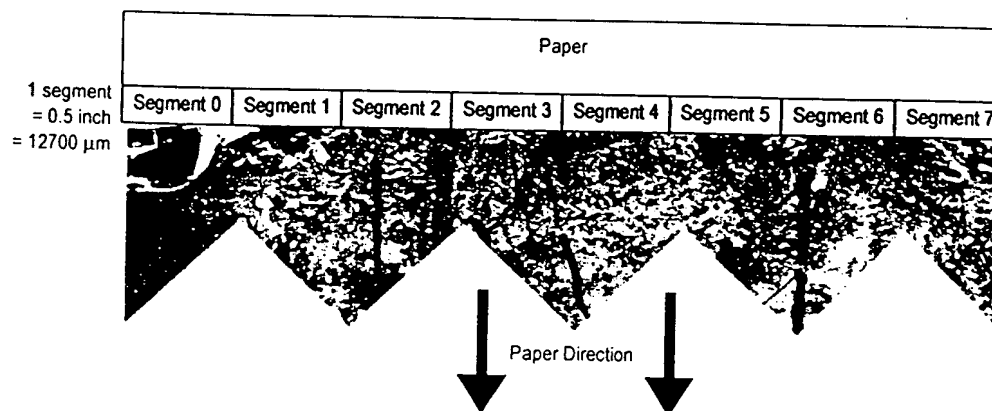 Paper
1 segment
= 0.5 inch
= 12700 μm
Segment 0 Segment 1 Segment 2 Segment 3 Segment 4 Segment 5 Segment 6 Segment 7
Paper Direction